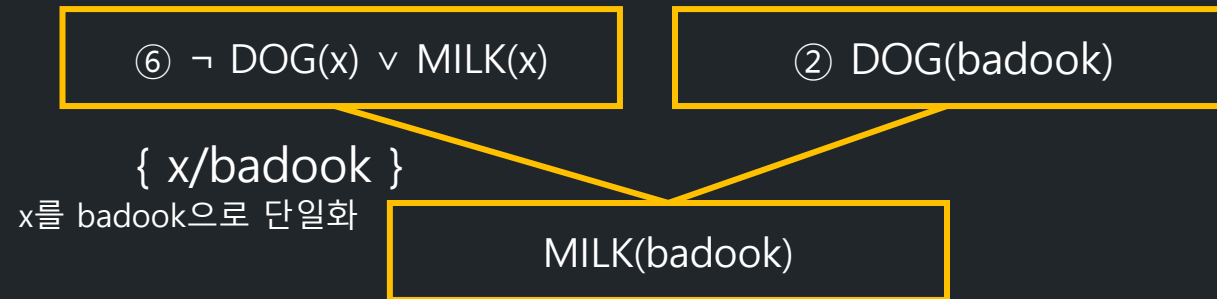 ⑥ ¬ DOG(x) ∨ MILK(x)
② DOG(badook)
{ x/badook }
x를 badook으로 단일화
MILK(badook)